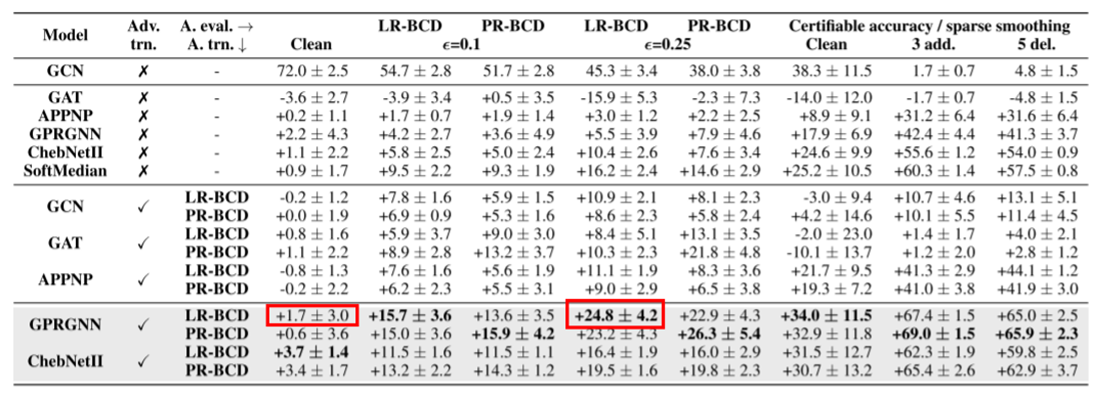 Model Adv. trn. A. eval. → A. trn. ↓ Clean LR-BCD PR-BCD ϵ=0.1 LR-BCD PR-BCD ϵ=0.25 Certifiable accuracy / sparse smoothing Clean 3 add. 5 del.
GCN ✗ - 72.0 ± 2.5 54.7 ± 2.8 51.7 ± 2.8 45.3 ± 3.4 38.0 ± 3.8 38.3 ± 11.5 1.7 ± 0.7 4.8 ± 1.5
GAT ✗ - -3.6 ± 2.7 -3.9 ± 3.4 +0.5 ± 3.5 -15.9 ± 5.3 -2.3 ± 7.3 -14.0 ± 12.0 -1.7 ± 0.7 -4.8 ± 1.5
APPNP ✗ - +0.2 ± 1.1 +1.7 ± 0.7 +1.9 ± 1.4 +3.0 ± 1.2 +2.2 ± 2.5 +8.9 ± 9.1 +31.2 ± 6.4 +31.6 ± 6.4
GPRGNN ✗ - +2.2 ± 4.3 +4.2 ± 2.7 +3.6 ± 4.9 +5.5 ± 3.9 +7.9 ± 4.6 +17.9 ± 6.9 +42.4 ± 4.4 +41.3 ± 3.7
ChebNetII ✗ - +1.1 ± 2.2 +5.8 ± 2.5 +5.0 ± 2.4 +10.4 ± 2.6 +7.6 ± 3.4 +24.6 ± 9.9 +55.6 ± 1.2 +54.0 ± 0.9
SoftMedian ✗ - +0.9 ± 1.7 +9.5 ± 2.2 +9.3 ± 1.9 +16.2 ± 2.4 +14.6 ± 2.9 +25.2 ± 10.5 +60.3 ± 1.4 +57.5 ± 0.8
GCN ✓ LR-BCD -0.2 ± 1.2 +7.8 ± 1.6 +5.9 ± 1.5 +10.9 ± 2.1 +8.1 ± 2.3 -3.0 ± 9.4 +10.7 ± 4.6 +13.1 ± 5.1
PR-BCD +0.0 ± 1.9 +6.9 ± 0.9 +5.3 ± 1.6 +8.6 ± 2.3 +5.8 ± 2.4 +4.2 ± 14.6 +10.1 ± 5.5 +11.4 ± 4.5
GAT ✓ LR-BCD +0.8 ± 1.6 +5.9 ± 3.7 +9.0 ± 3.0 +8.4 ± 5.1 +13.1 ± 3.5 -2.0 ± 23.0 +1.4 ± 1.7 +4.0 ± 2.1
PR-BCD +1.1 ± 2.2 +8.9 ± 2.8 +13.2 ± 3.7 +10.3 ± 2.3 +21.8 ± 4.8 -10.1 ± 13.7 +1.2 ± 2.0 +2.8 ± 1.2
APPNP ✓ LR-BCD -0.8 ± 1.3 +7.6 ± 1.6 +5.6 ± 1.9 +11.1 ± 1.9 +8.3 ± 3.6 +21.7 ± 9.5 +41.3 ± 2.9 +44.1 ± 1.2
PR-BCD -0.2 ± 2.2 +6.2 ± 2.3 +5.5 ± 3.1 +9.0 ± 2.9 +6.5 ± 3.8 +19.3 ± 7.2 +41.0 ± 3.8 +41.9 ± 3.0
GPRGNN ✓ LR-BCD +1.7 ± 3.0 +15.7 ± 3.6 +13.6 ± 3.5 +24.8 ± 4.2 +22.9 ± 4.3 +34.0 ± 11.5 +67.4 ± 1.5 +65.0 ± 2.5
PR-BCD +0.6 ± 3.6 +15.0 ± 3.6 +15.9 ± 4.2 +23.2 ± 4.3 +26.3 ± 5.4 +32.9 ± 11.8 +69.0 ± 1.5 +65.9 ± 2.3
ChebNetII ✓ LR-BCD +3.7 ± 1.4 +11.5 ± 1.6 +11.5 ± 1.1 +16.4 ± 1.9 +16.0 ± 2.9 +31.5 ± 12.7 +62.3 ± 1.9 +59.8 ± 2.5
PR-BCD +3.4 ± 1.7 +13.2 ± 2.2 +14.3 ± 1.2 +19.5 ± 1.6 +19.8 ± 2.3 +30.7 ± 13.2 +65.4 ± 2.6 +62.9 ± 3.7